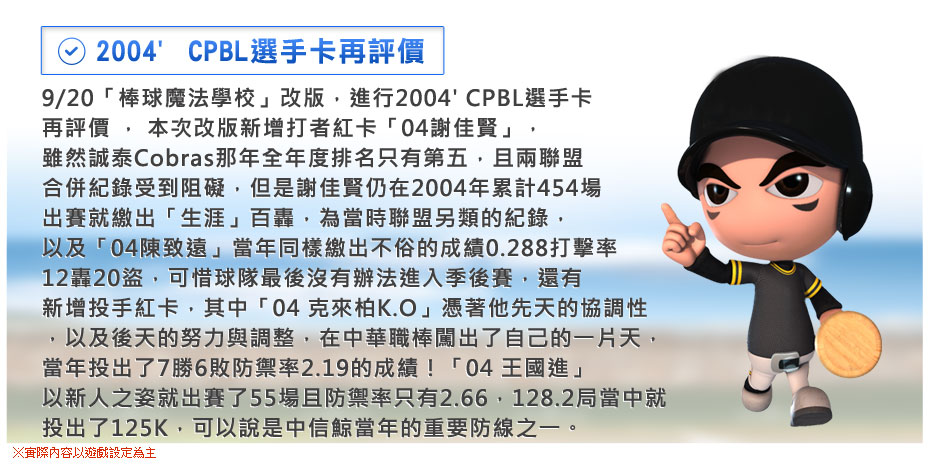 2004' CPBL選手卡再評價
9/20「棒球魔法學校」改版，進行2004' CPBL選手卡
再評價 ， 本次改版新增打者紅卡「04謝佳賢」，
雖然誠泰Cobras那年全年度排名只有第五，且兩聯盟
合併紀錄受到阻礙，但是謝佳賢仍在2004年累計454場
出賽就繳出「生涯」百轟，為當時聯盟另類的紀錄，
以及「04陳致遠」當年同樣繳出不俗的成績0.288打擊率
12轟20盜，可惜球隊最後沒有辦法進入季後賽，還有
新增投手紅卡，其中「04 克來柏K.O」憑著他先天的協調性
，以及後天的努力與調整，在中華職棒闖出了自己的一片天，
當年投出了7勝6敗防禦率2.19的成績！「04 王國進」
以新人之姿就出賽了55場且防禦率只有2.66，128.2局當中就
投出了125K，可以說是中信鯨當年的重要防線之一。
※實際內容以遊戲設定為主